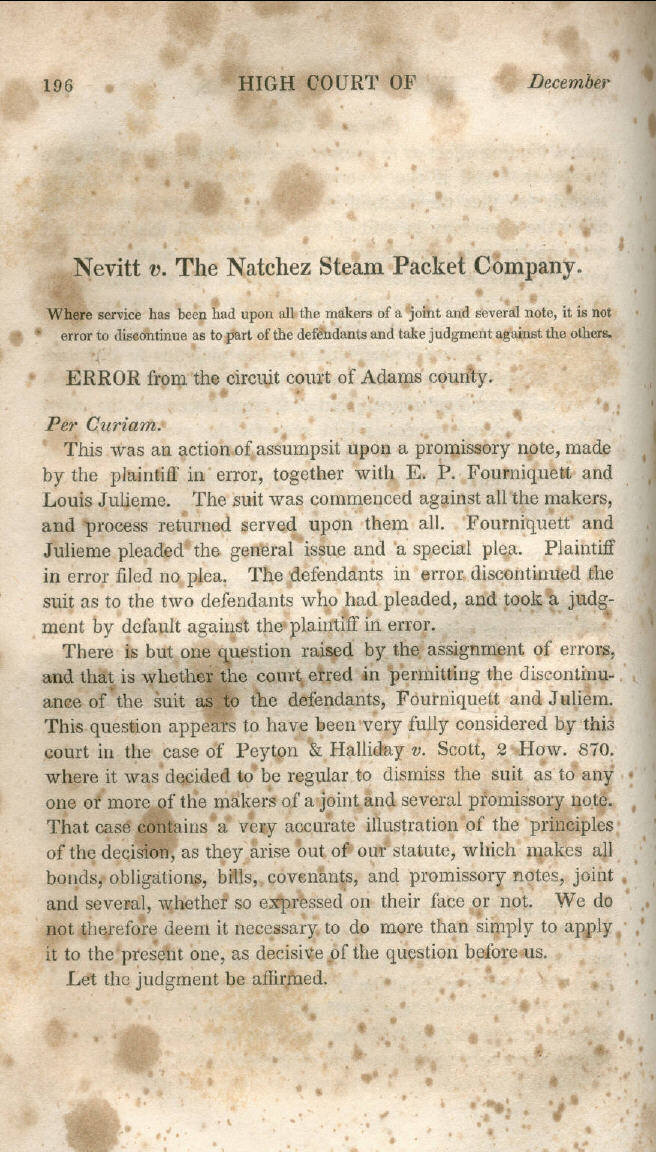 196 HIGH COURT OF December
Nevitt v. The Natchez Steam Packet Company.
Where service has been had upon all the makers of a joint and several note, it is not
error to discontinue as to part of the defendants and take judgment against the others.
ERROR from the circuit court of Adams county.
Per Curiam.
This was an action of assumpsit upon a promissory note, made
by the plaintiff in error, together with E. P. Fourniquett and
Louis Julieme. The suit was commenced against all the makers,
and process returned served upon them all. Fourniquett and
Julieme pleaded the general issue and a special plea. Plaintiff
in error filed no plea. The defendants in error discontinued the
suit as to the two defendants who had pleaded, and took a judg-
ment by default against the plaintiff in error.
There is but one question raised by the assignment of errors,
and that is whether the court erred in permitting the discontinu-
ance of the suit as to the defendants, Fourniquett and Juliem.
This question appears to have been very fully considered by this
court in the case of Peyton & Halliday v. Scott, 2 How. 870.
where it was decided to be regular to dismiss the suit as to any
one or more of the makers of a joint and several promissory note.
That case contains a very accurate illustration of the principles
of the decision, as they arise out of our statute, which makes all
bonds, obligations, bills, covenants, and promissory notes, joint
and several, whether so expressed on their face or not. We do
not therefore deem it necessary to do more than simply to apply
it to the present one, as decisive of the question before us.
Let the judgment be affirmed.